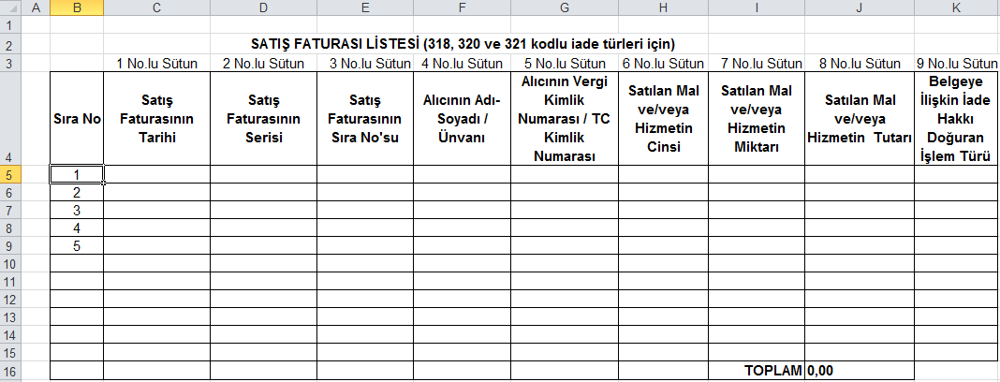 A B C D E F G H I J K
1
2 SATIŞ FATURASI LİSTESİ (318, 320 ve 321 kodlu iade türleri için)
3 1 No.lu Sütun 2 No.lu Sütun 3 No.lu Sütun 4 No.lu Sütun 5 No.lu Sütun 6 No.lu Sütun 7 No.lu Sütun 8 No.lu Sütun 9 No.lu Sütun
4
Sıra No
Satış
Faturasının
Tarihi
Satış
Faturasının
Serisi
Satış
Faturasının
Sıra No'su
Alıcının Adı-
Soyadı /
Ünvanı
Alıcının Vergi
Kimlik
Numarası / TC
Kimlik
Numarası
Satılan Mal
ve/veya
Hizmetin
Cinsi
Satılan Mal
ve/veya
Hizmetin
Miktarı
Satılan Mal
ve/veya
Hizmetin Tutarı
Belgeye
İlişkin İade
Hakkı
Doğuran
İşlem Türü
5 1
6 2
7 3
8 4
9 5
10
11
12
13
14
15
16 TOPLAM 0,00